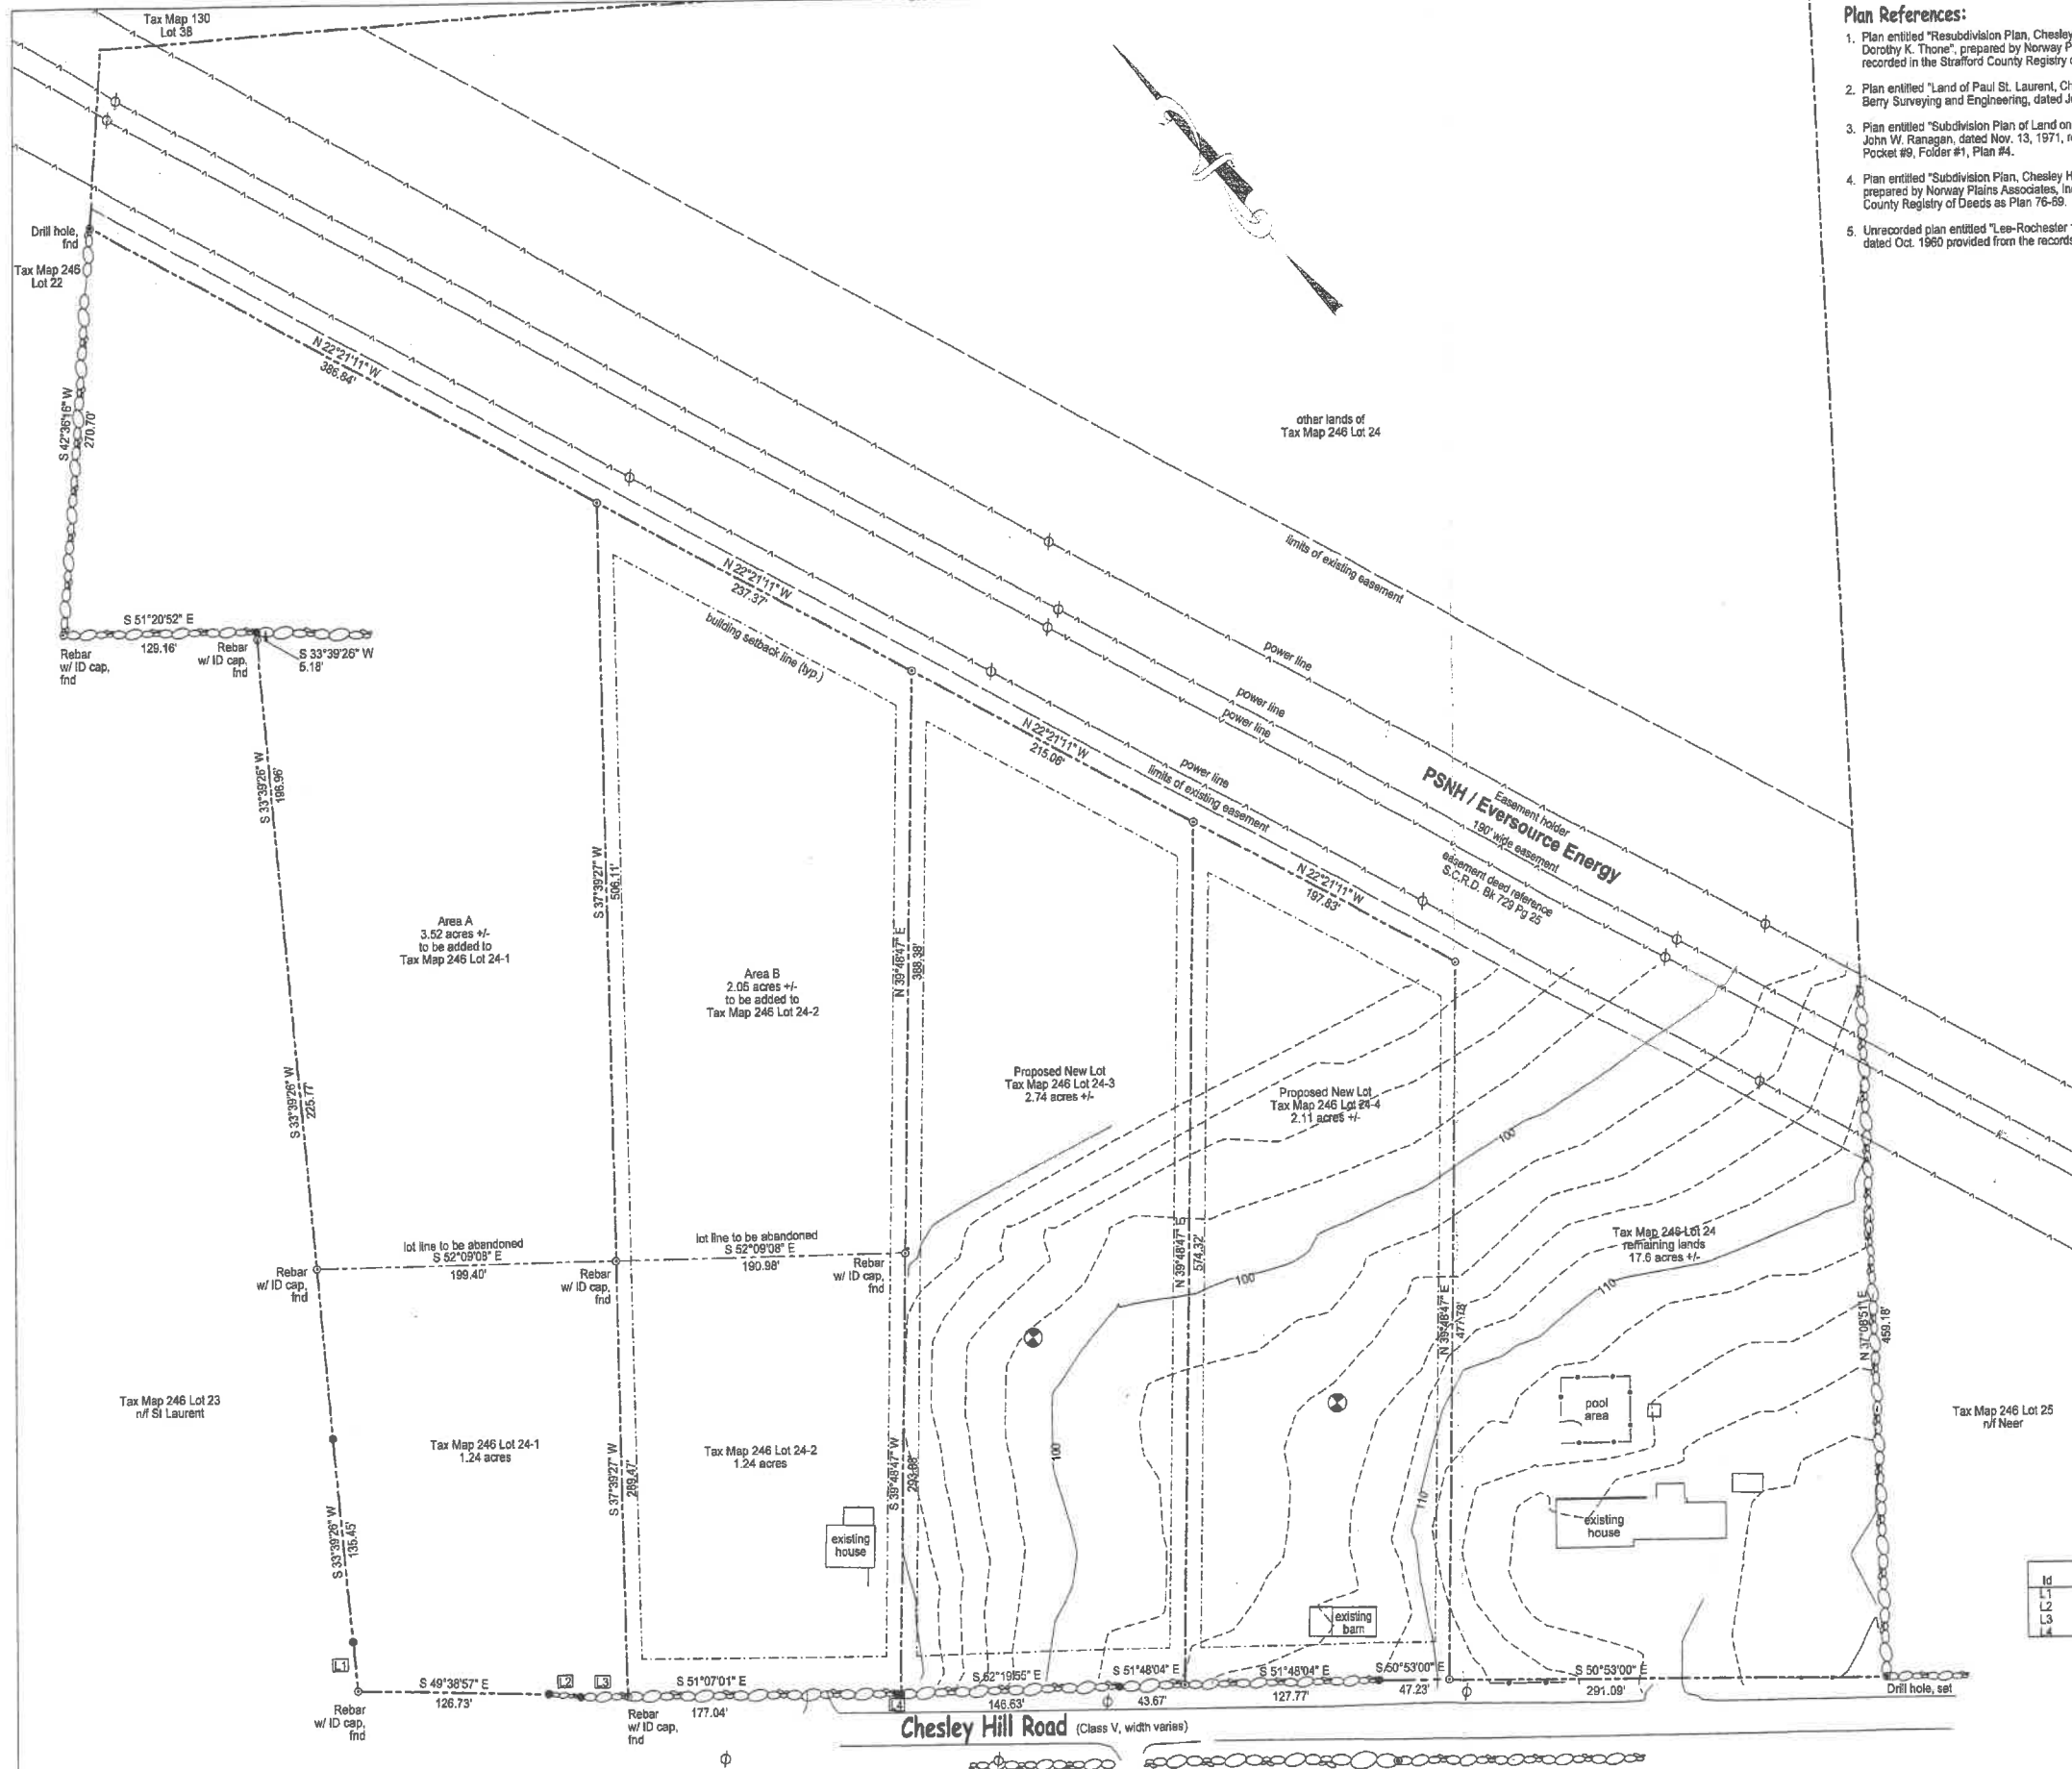 Tax Map 130
Lot 38
Plan References:
1. Plan entitled "Resubdivision Plan, Chesley
Dorothy K. Thone", prepared by Norway P
recorded in the Strafford County Registry
2. Plan entitled "Land of Paul St. Laurent, Ch
Berry Surveying and Engineering, dated J
3. Plan entitled "Subdivision Plan of Land on
John W. Ranagan, dated Nov. 13, 1971, r
Pocket #9, Folder #1, Plan #4.
4. Plan entitled "Subdivision Plan, Chesley H
prepared by Norway Plains Associates, In
County Registry of Deeds as Plan 76-69.
5. Unrecorded plan entitled "Lee-Rochester
dated Oct. 1960 provided from the records
Drill hole,
fnd
Tax Map 246
Lot 22
N 22°21'11" W
386.84'
S 42°36'16" W
270.70'
other lands of
Tax Map 246 Lot 24
limits of existing easement
N 22°21'11" W
237.37'
building setback line (typ.)
S 51°20'52" E
129.16'
Rebar
w/ ID cap,
fnd
Rebar
w/ ID cap,
fnd
S 33°39'26" W
5.18'
power line
power line
power line
power line
limits of existing easement
N 22°21'11" W
215.06'
PSNH / Eversource Energy
Easement holder
190' wide easement
easement deed reference
S.C.R.D. Bk 729 Pg 25
N 22°21'11" W
197.83'
S 33°39'26" W
196.96'
S 37°39'27" W
506.11'
Area A
3.52 acres +/-
to be added to
Tax Map 246 Lot 24-1
Area B
2.05 acres +/-
to be added to
Tax Map 246 Lot 24-2
N 39°48'47" E
388.38'
S 33°39'26" W
225.77'
Proposed New Lot
Tax Map 246 Lot 24-3
2.74 acres +/-
Proposed New Lot
Tax Map 246 Lot 24-4
2.11 acres +/-
100
lot line to be abandoned
S 52°09'08" E
199.40'
lot line to be abandoned
S 52°09'08" E
190.98'
Rebar
w/ ID cap,
fnd
Rebar
w/ ID cap,
fnd
Rebar
w/ ID cap,
fnd
N 39°48'47" E
574.32'
100
Tax Map 246 Lot 24
remaining lands
17.6 acres +/-
110
N 39°48'47" E
477.78'
N 37°08'51" E
459.18'
Tax Map 246 Lot 23
n/f St Laurent
Tax Map 246 Lot 24-1
1.24 acres
Tax Map 246 Lot 24-2
1.24 acres
S 37°39'27" W
289.47'
S 39°48'47" W
293.68'
100
110
pool
area
Tax Map 246 Lot 25
n/f Neer
existing
house
existing
house
existing
barn
S 33°39'26" W
135.45'
Id
L1
L2
L3
L4
L1
S 49°38'57" E
126.73'
L2
L3
S 51°07'01" E
177.04'
L4
S 52°19'55" E
146.63'
S 51°48'04" E
43.67'
S 51°48'04" E
127.77'
S 50°53'00" E
47.23'
S 50°53'00" E
291.09'
Drill hole, set
Rebar
w/ ID cap,
fnd
Rebar
w/ ID cap,
fnd
Chesley Hill Road (Class V, width varies)